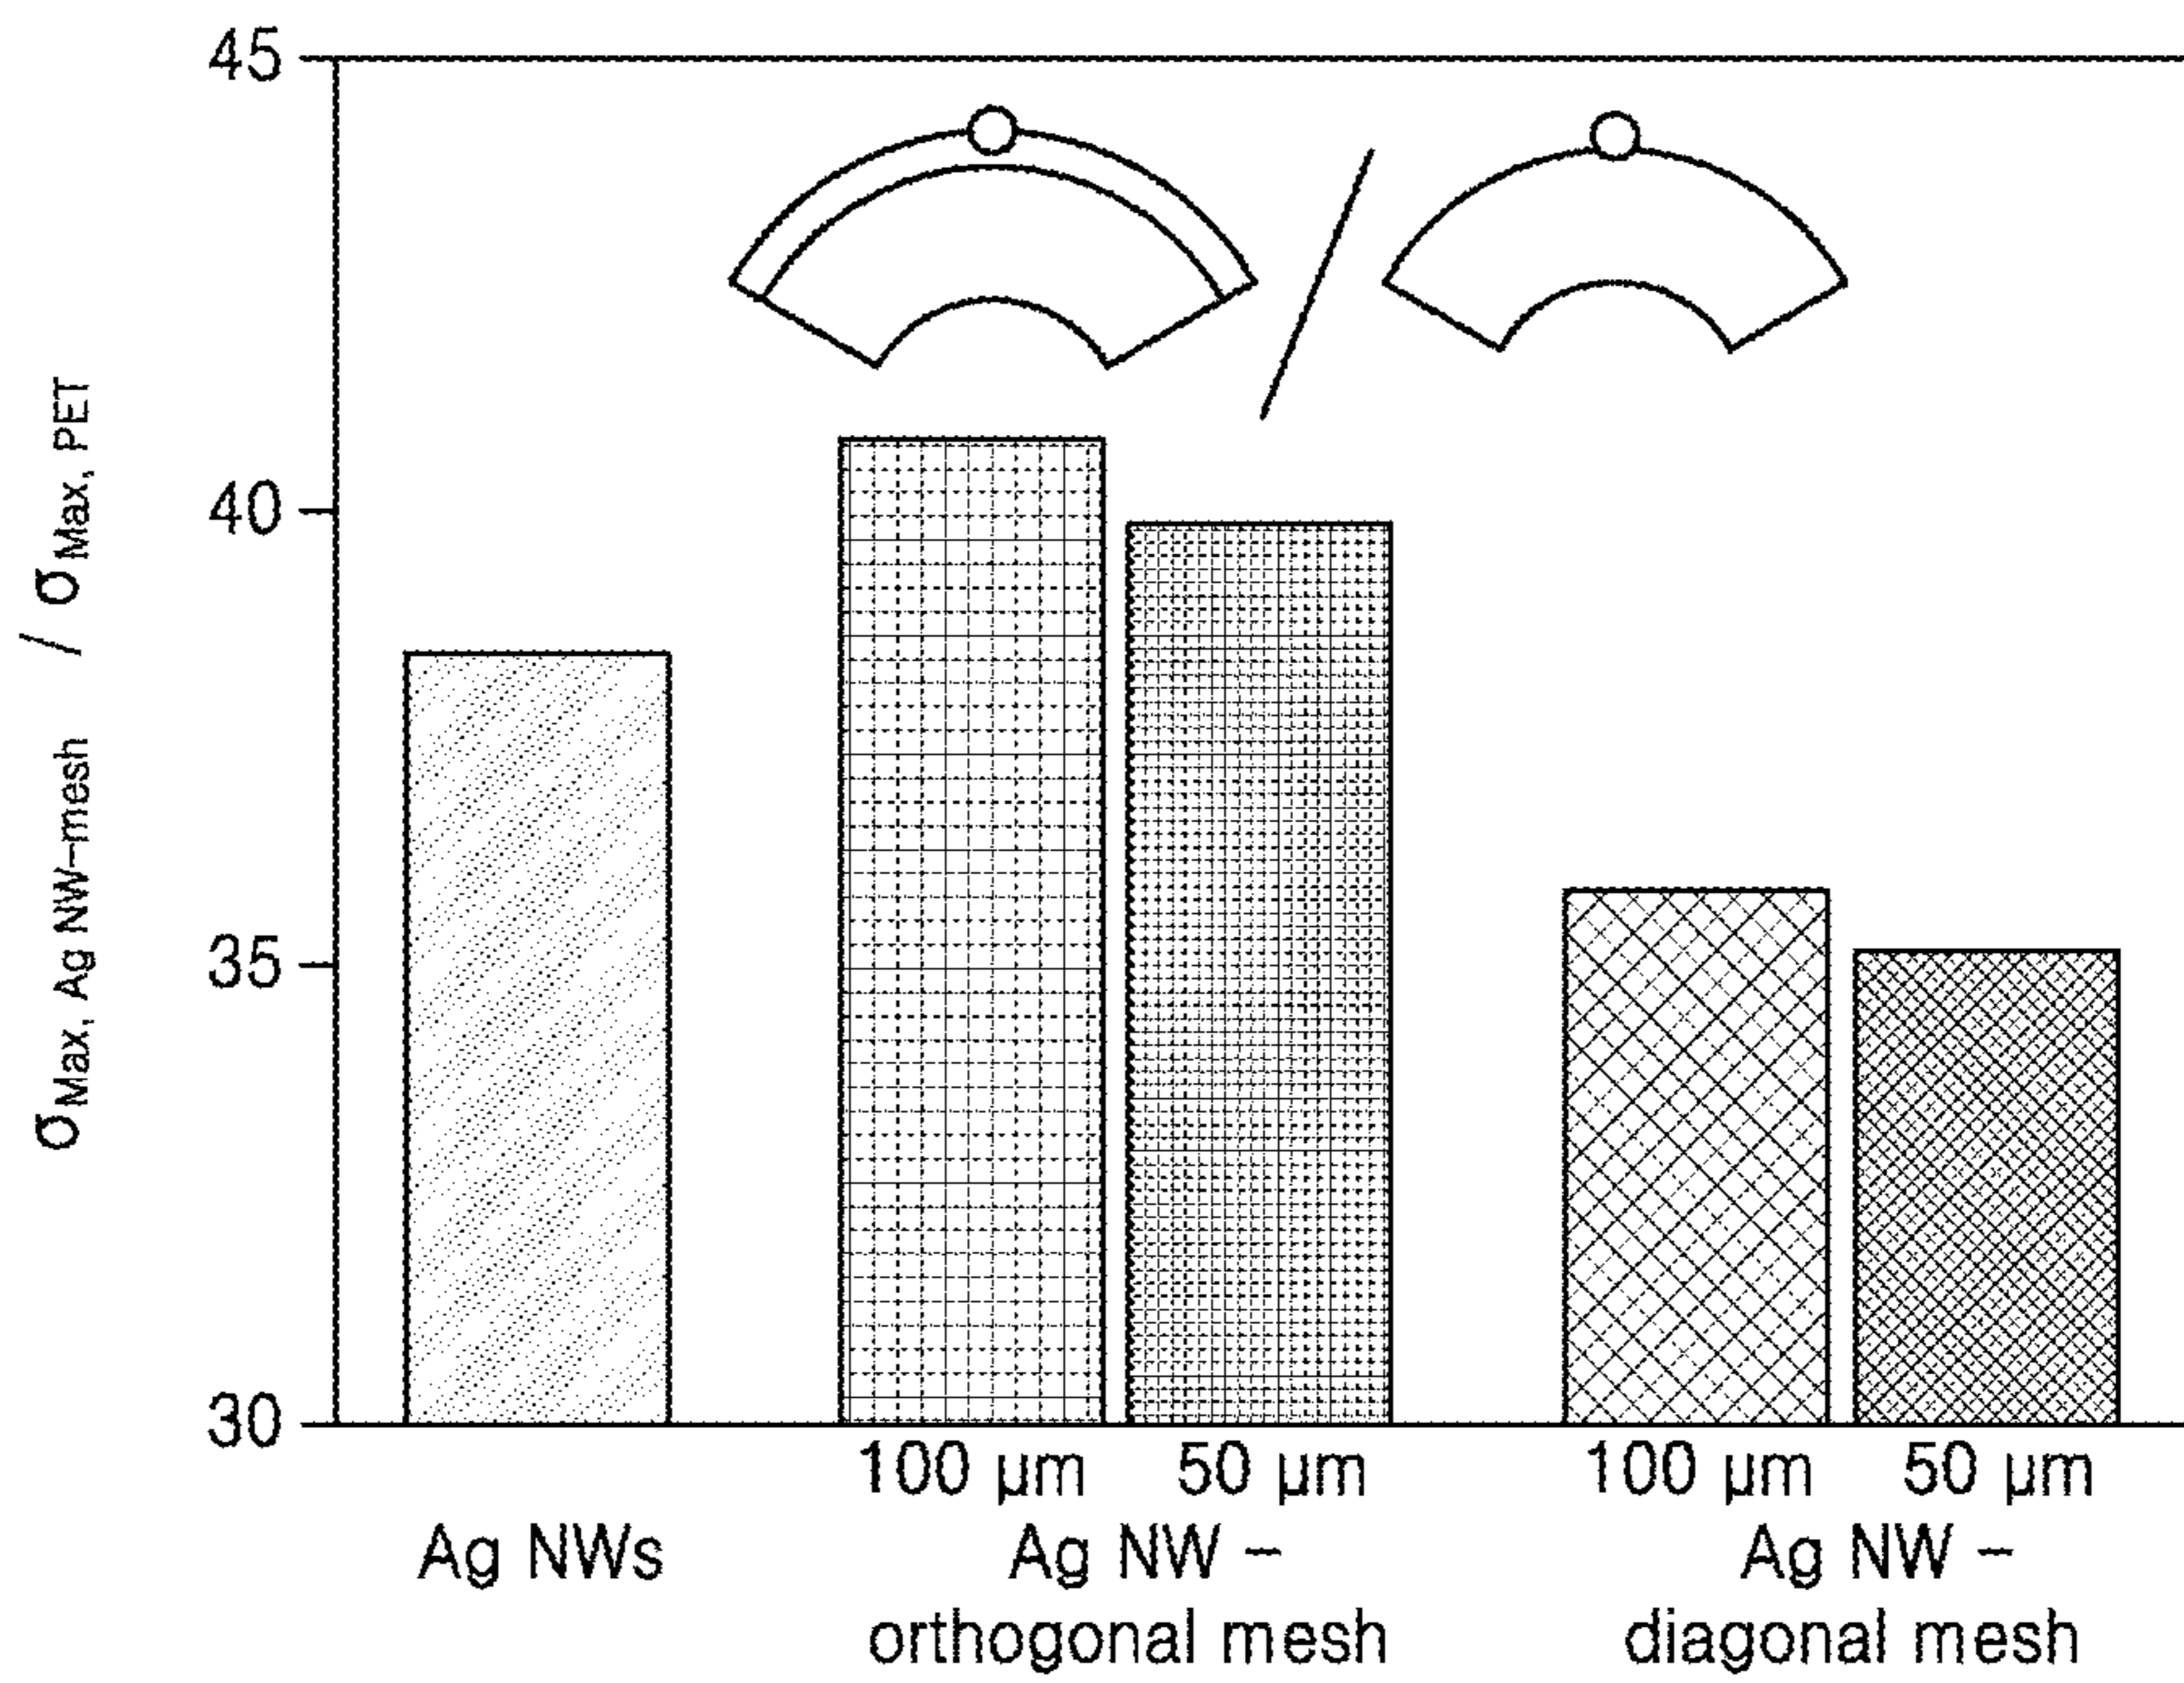 σMax, Ag NW-mesh / σMax, PET
45
40
35
30
100 µm 50 µm 100 µm 50 µm
Ag NWs Ag NW - Ag NW -
orthogonal mesh diagonal mesh